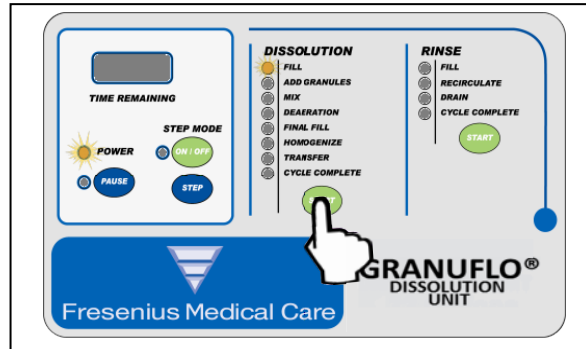 TIME REMAINING
POWER
PAUSE
STEP MODE
ON / OFF
STEP
DISSOLUTION
FILL
ADD GRANULES
MIX
DEAERATION
FINAL FILL
HOMOGENIZE
TRANSFER
CYCLE COMPLETE
RINSE
FILL
RECIRCULATE
DRAIN
CYCLE COMPLETE
START
Fresenius Medical Care
GRANUFLO®
DISSOLUTION
UNIT